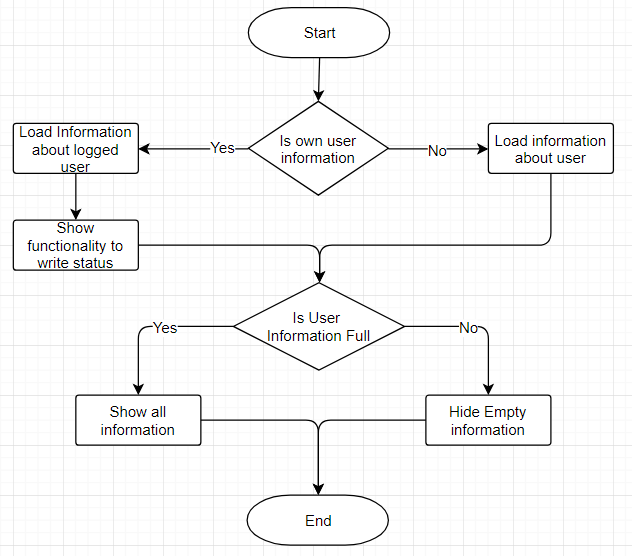 Start
Is own user
information
Yes
No
Load Information
about logged
user
Load information
about user
Show
functionality to
write status
Is User
Information Full
Yes
No
Show all
information
Hide Empty
information
End